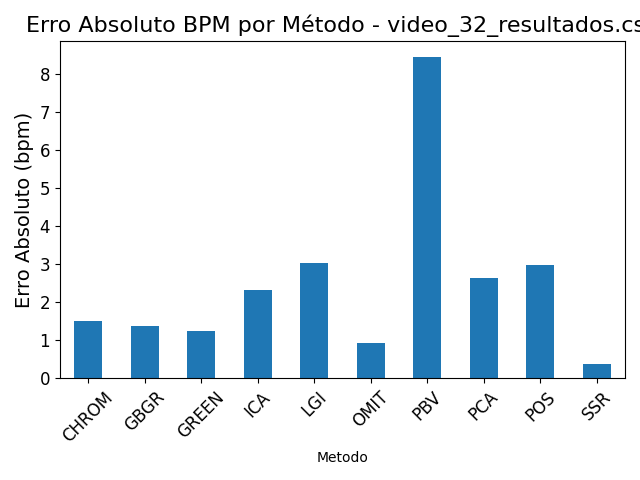 Erro Absoluto BPM por Método - video_32_resultados.cs
Erro Absoluto (bpm)
8
7
6
5
4
3
2
1
0
CHROM
GBGR
GREEN
ICA
LGI
OMIT
PBV
PCA
POS
SSR
Metodo